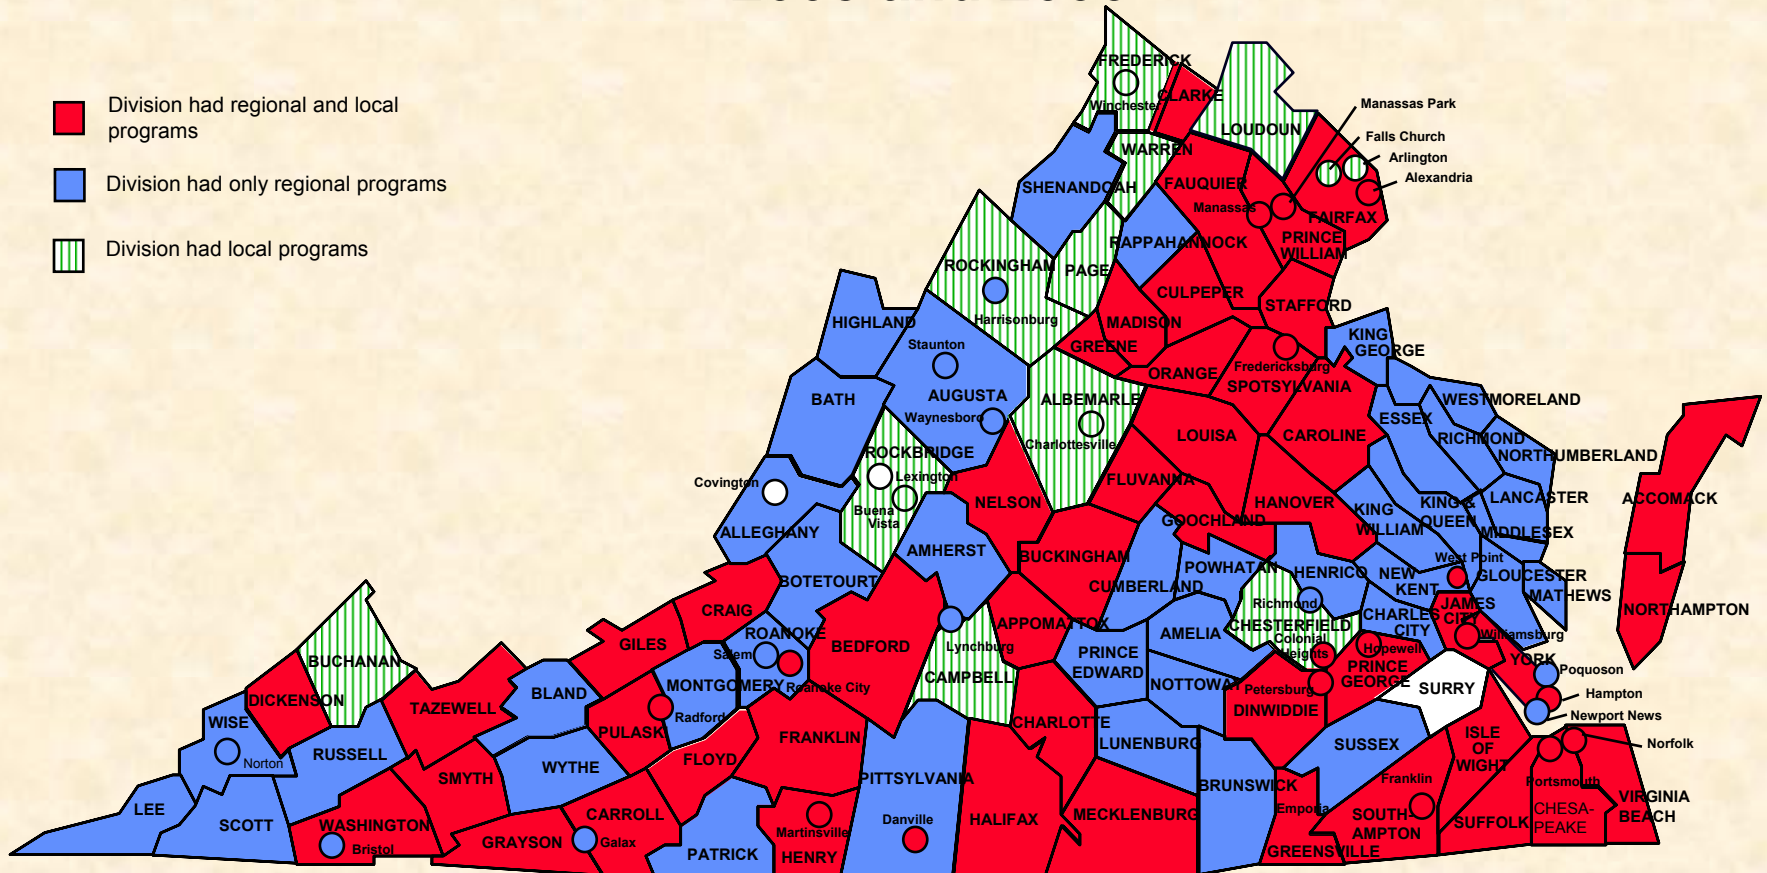 Division had regional and local
programs
Division had only regional programs
Division had local programs
FREDERICK
Winchester
CLARKE
LOUDOUN
Manassas Park
Falls Church
Arlington
Alexandria
WARREN
SHENANDOAH
FAUQUIER
Manassas
FAIRFAX
PRINCE
WILLIAM
RAPPAHANNOCK
ROCKINGHAM
PAGE
Harrisonburg
CULPEPER
STAFFORD
MADISON
GREENE
HIGHLAND
Staunton
ORANGE
Fredericksburg
SPOTSYLVANIA
KING
GEORGE
BATH
AUGUSTA
Waynesboro
ALBEMARLE
Charlottesville
LOUISA
CAROLINE
ESSEX
WESTMORELAND
RICHMOND
NORTHUMBERLAND
ROCKBRIDGE
Lexington
Buena
Vista
Covington
ALLEGHANY
NELSON
FLUVANNA
GOOCHLAND
HANOVER
KING
WILLIAM
KING &
QUEEN
LANCASTER
MIDDLESEX
ACCOMACK
AMHERST
BUCKINGHAM
CUMBERLAND
POWHATAN
HENRICO
NEW
KENT
West Point
GLOUCESTER
MATHEWS
NORTHAMPTON
BOTETOURT
CRAIG
GILES
ROANOKE
Salem
Roanoke City
BEDFORD
Lynchburg
CAMPBELL
APPOMATTOX
PRINCE
EDWARD
AMELIA
NOTTOWAY
Richmond
CHESTERFIELD
Colonial
Heights
CHARLES
CITY
JAMES
CITY
Williamsburg
Hopewell
PRINCE
GEORGE
Petersburg
DINWIDDIE
SURRY
YORK
Poquoson
Hampton
Newport News
Norfolk
BUCHANAN
DICKENSON
WISE
Norton
RUSSELL
TAZEWELL
BLAND
MONTGOMERY
Radford
PULASKI
FLOYD
FRANKLIN
WYTHE
SMYTH
LEE
SCOTT
WASHINGTON
Bristol
GRAYSON
Galax
CARROLL
PATRICK
Martinsville
HENRY
PITTSYLVANIA
Danville
HALIFAX
CHARLOTTE
LUNENBURG
MECKLENBURG
BRUNSWICK
SUSSEX
Emporia
GREENSVILLE
Franklin
SOUTH-
AMPTON
ISLE
OF
WIGHT
SUFFOLK
Portsmouth
CHESA-
PEAKE
VIRGINIA
BEACH